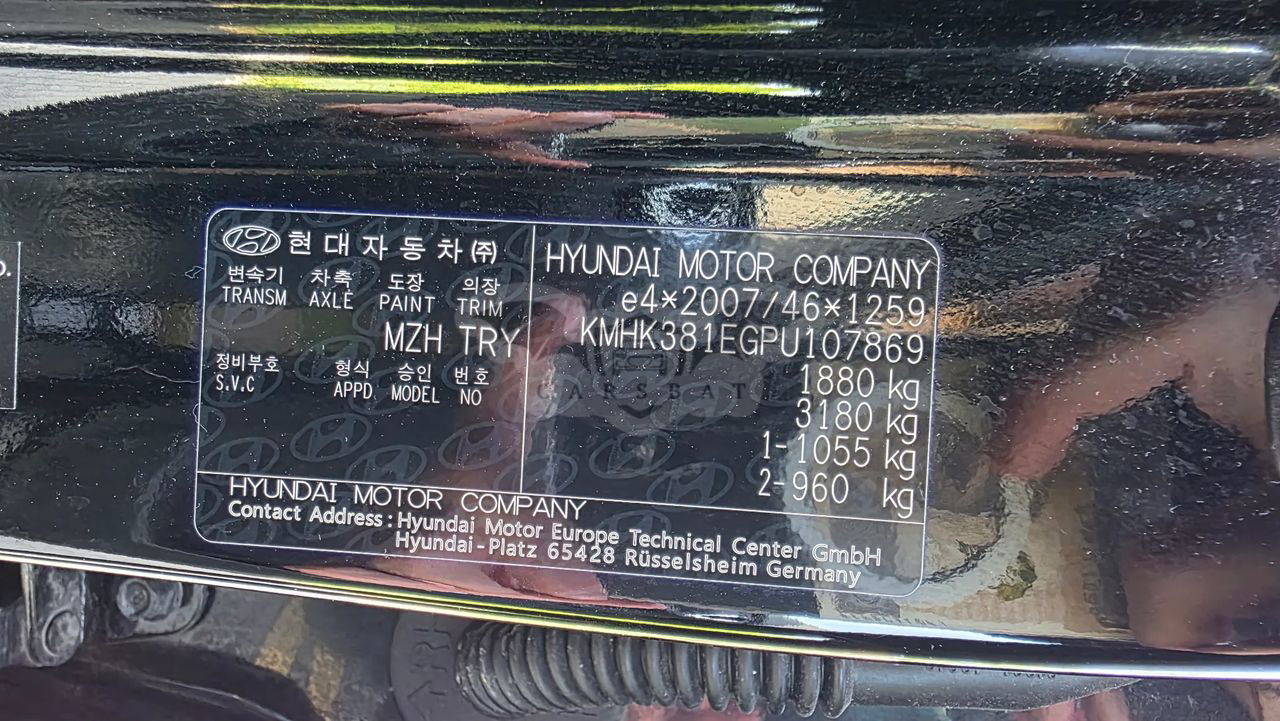 현대자동차(주)
변속기 차축 도장 의장
TRANSM AXLE PAINT TRIM
MZH TRY
정비부호 형식 승인 번호
S.V.C APPD MODEL NO
HYUNDAI MOTOR COMPANY
e4*2007/46*1259
KMHK381EGPU107869
1880 kg
3180 kg
1-1055 kg
2-960 kg
HYUNDAI MOTOR COMPANY
Contact Address : Hyundai Motor Europe Technical Center GmbH
Hyundai-Platz 65428 Rüsselsheim Germany
CARSBAT